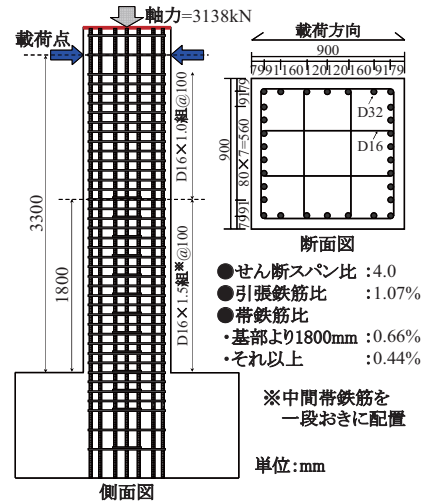 軸力=3138kN
載荷点
3300
1800
D16×1.0組@100
D16×1.5組※@100
側面図
載荷方向
900
79 91 160 120 120 160 91 79
900
79 91
80×7=560
91 79
D32
D16
断面図
●せん断スパン比 :4.0
●引張鉄筋比 :1.07%
●帯鉄筋比
・基部より1800mm :0.66%
・それ以上 :0.44%
※中間帯鉄筋を
一段おきに配置
単位:mm